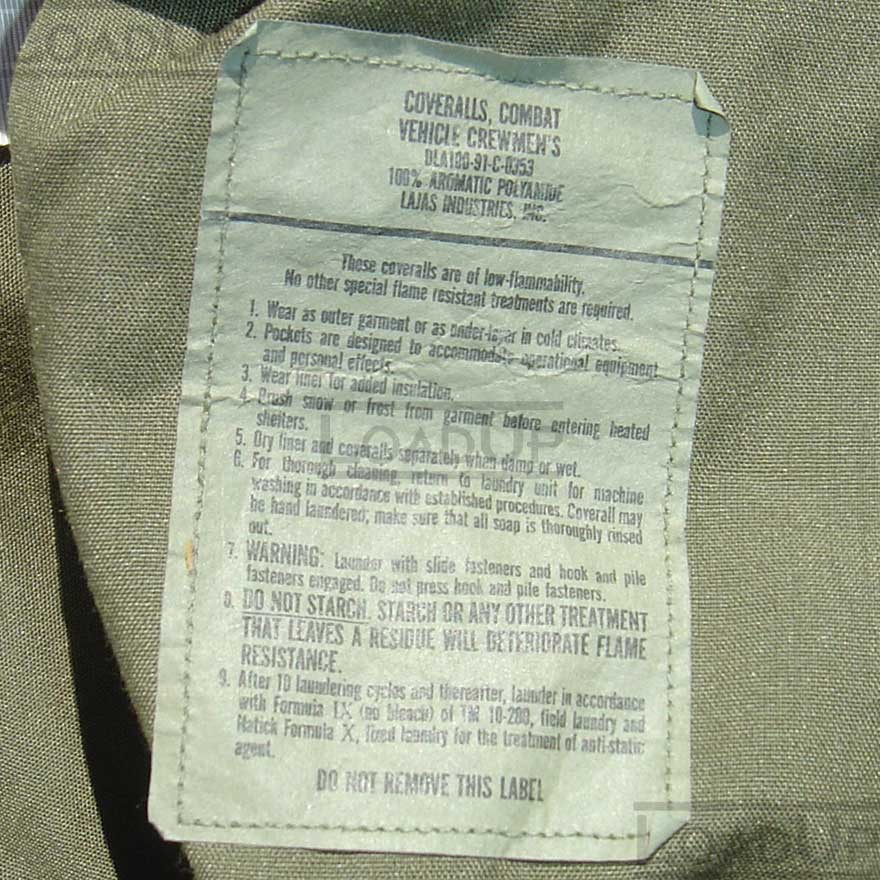 COVERALLS, COMBAT
VEHICLE CREWMEN'S
DLA100-91-C-0353
100% AROMATIC POLYAMIDE
LAJAS INDUSTRIES, INC.
These coveralls are of low-flammability.
No other special flame resistant treatments are required.
1. Wear as outer garment or as under-layer in cold climates.
2. Pockets are designed to accommodate operational equipment
and personal effects.
3. Wear liner for added insulation.
4. Brush snow or frost from garment before entering heated
shelters.
5. Dry liner and coveralls separately when damp or wet.
6. For thorough cleaning, return to laundry unit for machine
washing in accordance with established procedures. Coverall may
be hand laundered; make sure that all soap is thoroughly rinsed
out.
7. WARNING: Launder with slide fasteners and hook and pile
fasteners engaged. Do not press hook and pile fasteners.
8. DO NOT STARCH. STARCH OR ANY OTHER TREATMENT
THAT LEAVES A RESIDUE WILL DETERIORATE FLAME
RESISTANCE.
9. After 10 laundering cycles and thereafter, launder in accordance
with Formula IX (no bleach) of TM 10-280, field laundry and
Natick Formula X, fixed laundry for the treatment of anti-static
agent.
DO NOT REMOVE THIS LABEL
LOADUP
LOADUP
LOADUP